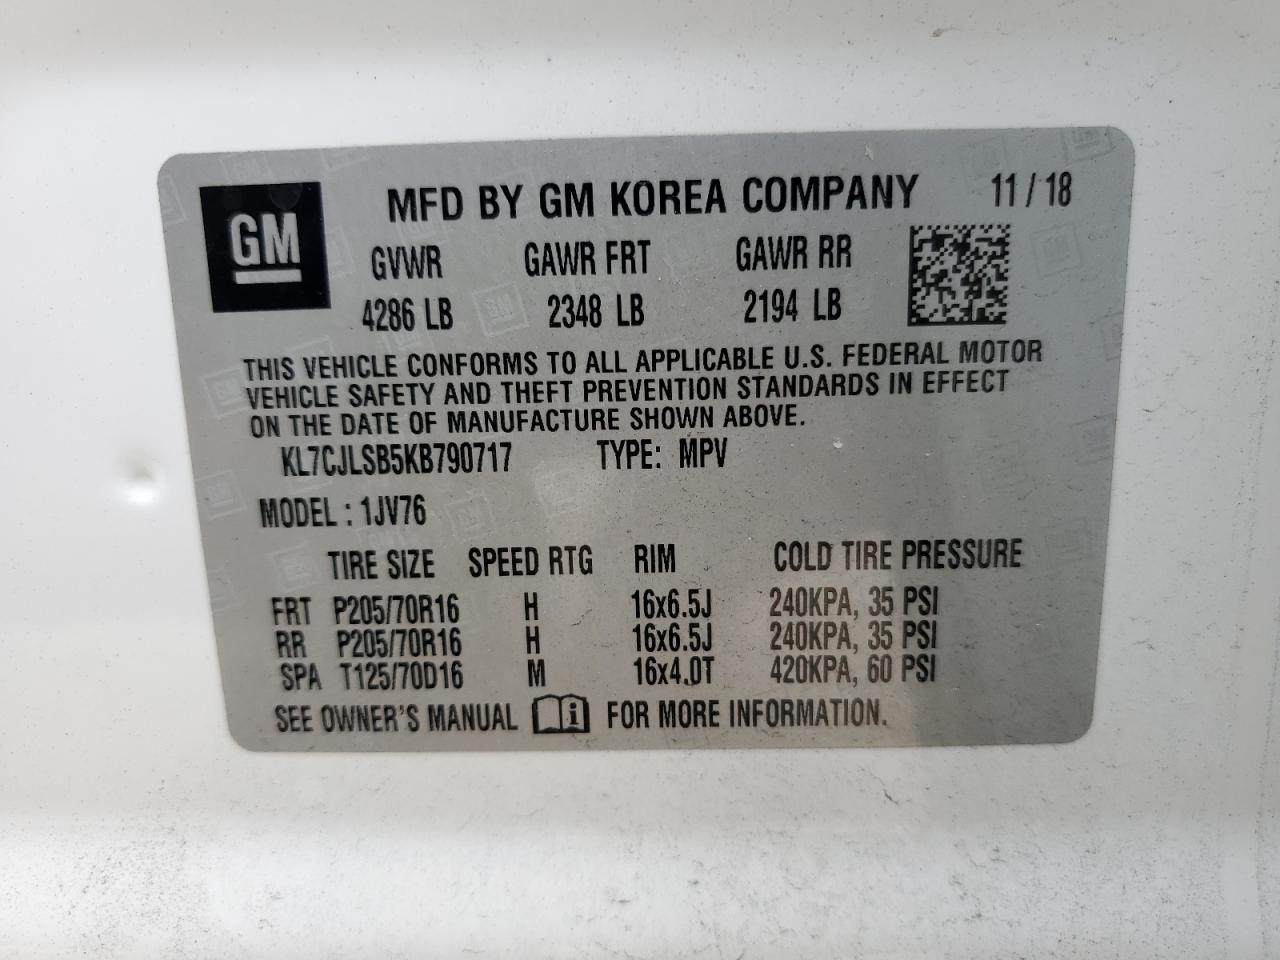 GM
MFD BY GM KOREA COMPANY 11/18
GVWR GAWR FRT GAWR RR
4286 LB 2348 LB 2194 LB
THIS VEHICLE CONFORMS TO ALL APPLICABLE U.S. FEDERAL MOTOR
VEHICLE SAFETY AND THEFT PREVENTION STANDARDS IN EFFECT
ON THE DATE OF MANUFACTURE SHOWN ABOVE.
KL7CJLSB5KB790717 TYPE: MPV
MODEL : 1JV76
TIRE SIZE SPEED RTG RIM COLD TIRE PRESSURE
FRT P205/70R16 H 16x6.5J 240KPA, 35 PSI
RR P205/70R16 H 16x6.5J 240KPA, 35 PSI
SPA T125/70D16 M 16x4.0T 420KPA, 60 PSI
SEE OWNER'S MANUAL i FOR MORE INFORMATION.